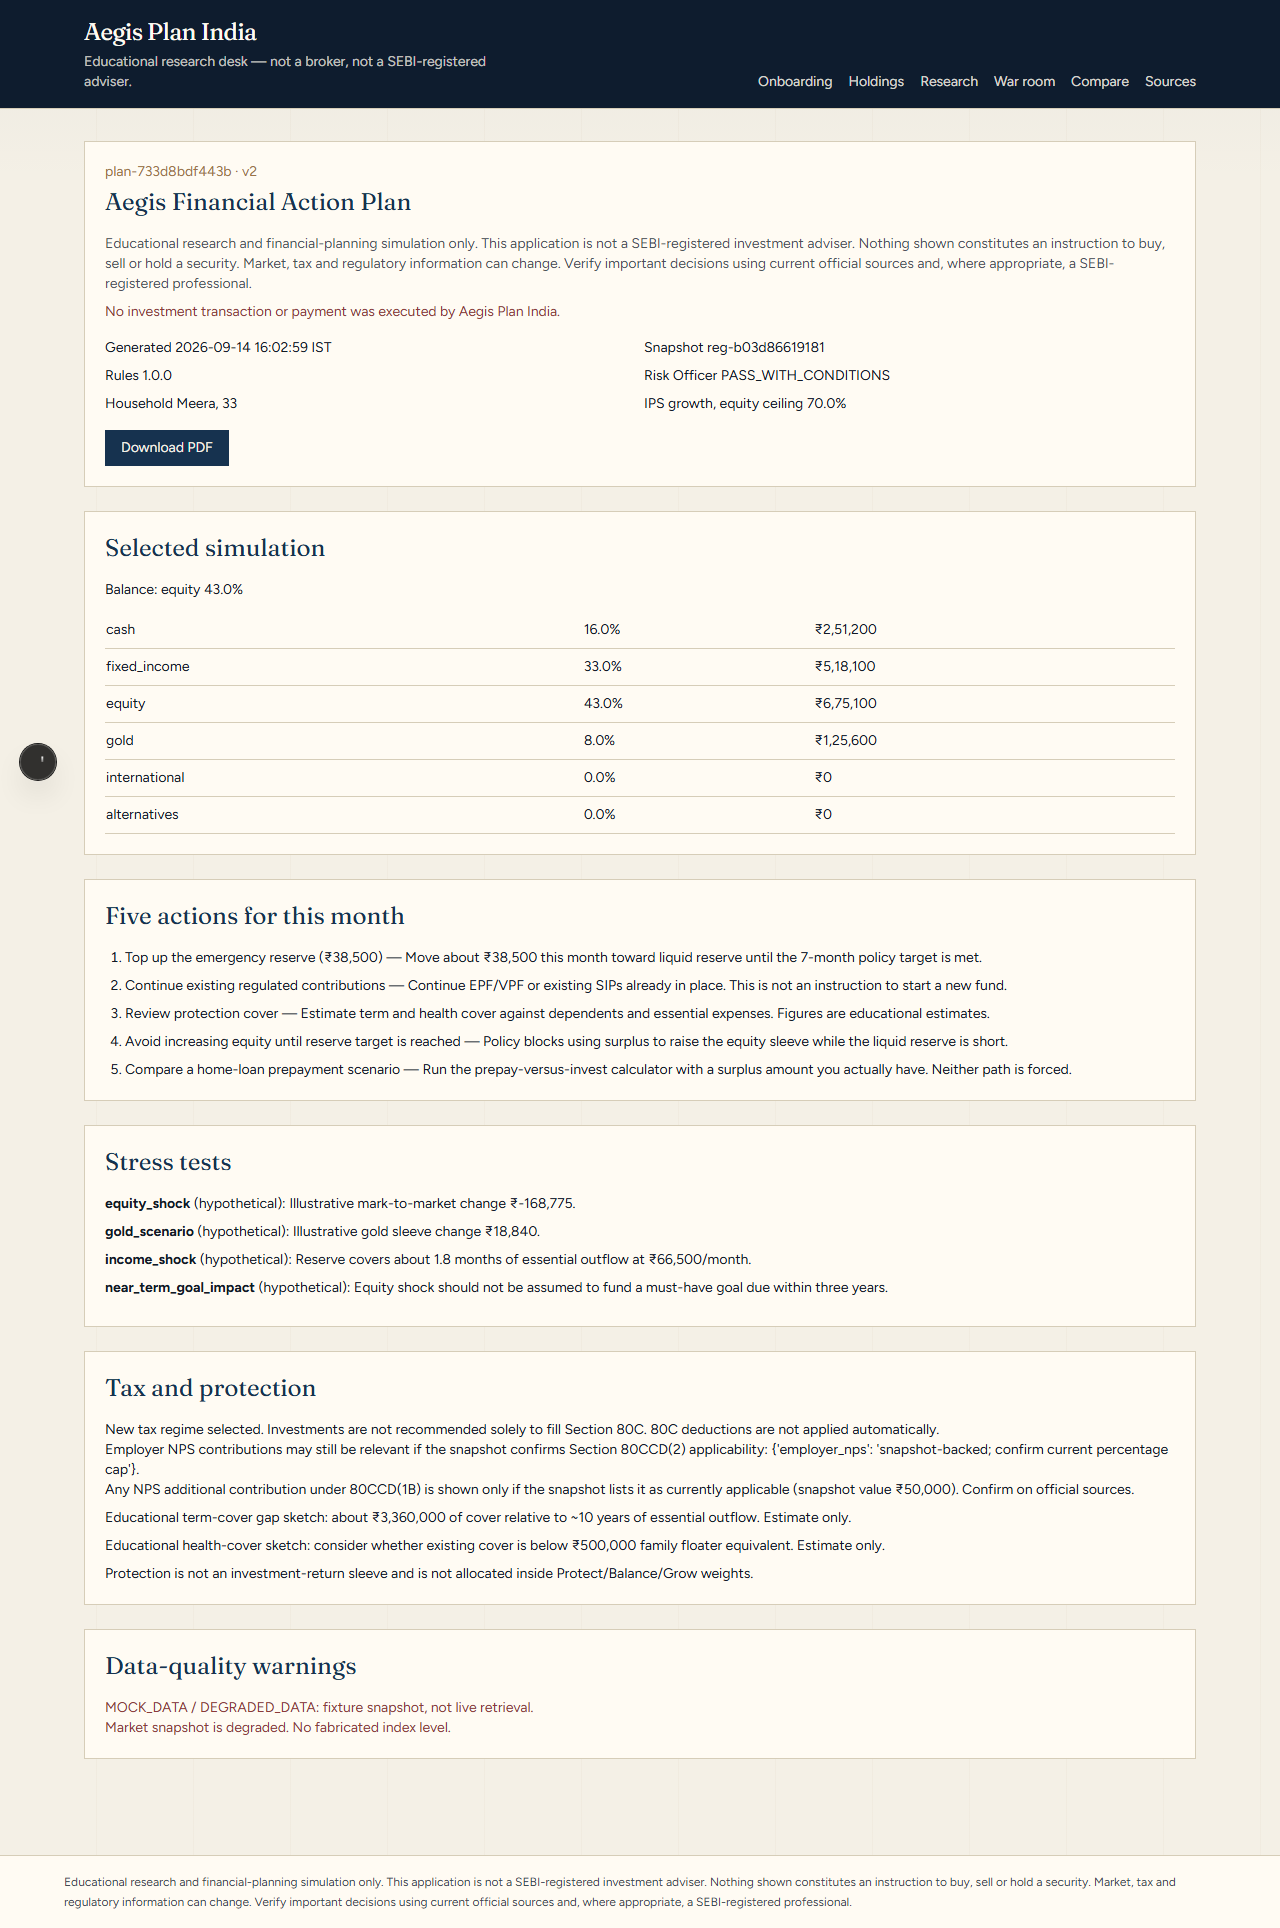 Aegis Plan India
Educational research desk — not a broker, not a SEBI-registered
adviser.
Onboarding Holdings Research War room Compare Sources
plan-733d8bdf443b · v2
Aegis Financial Action Plan
Educational research and financial-planning simulation only. This application is not a SEBI-registered investment adviser. Nothing shown constitutes an instruction to buy,
sell or hold a security. Market, tax and regulatory information can change. Verify important decisions using current official sources and, where appropriate, a SEBI-
registered professional.
No investment transaction or payment was executed by Aegis Plan India.
Generated 2026-09-14 16:02:59 IST Snapshot reg-b03d86619181
Rules 1.0.0 Risk Officer PASS_WITH_CONDITIONS
Household Meera, 33 IPS growth, equity ceiling 70.0%
Download PDF
Selected simulation
Balance: equity 43.0%
cash 16.0% ₹2,51,200
fixed_income 33.0% ₹5,18,100
equity 43.0% ₹6,75,100
gold 8.0% ₹1,25,600
international 0.0% ₹0
alternatives 0.0% ₹0
Five actions for this month
1. Top up the emergency reserve (₹38,500) — Move about ₹38,500 this month toward liquid reserve until the 7-month policy target is met.
2. Continue existing regulated contributions — Continue EPF/VPF or existing SIPs already in place. This is not an instruction to start a new fund.
3. Review protection cover — Estimate term and health cover against dependents and essential expenses. Figures are educational estimates.
4. Avoid increasing equity until reserve target is reached — Policy blocks using surplus to raise the equity sleeve while the liquid reserve is short.
5. Compare a home-loan prepayment scenario — Run the prepay-versus-invest calculator with a surplus amount you actually have. Neither path is forced.
Stress tests
equity_shock (hypothetical): Illustrative mark-to-market change ₹-168,775.
gold_scenario (hypothetical): Illustrative gold sleeve change ₹18,840.
income_shock (hypothetical): Reserve covers about 1.8 months of essential outflow at ₹66,500/month.
near_term_goal_impact (hypothetical): Equity shock should not be assumed to fund a must-have goal due within three years.
Tax and protection
New tax regime selected. Investments are not recommended solely to fill Section 80C. 80C deductions are not applied automatically.
Employer NPS contributions may still be relevant if the snapshot confirms Section 80CCD(2) applicability: {'employer_nps': 'snapshot-backed; confirm current percentage
cap'}.
Any NPS additional contribution under 80CCD(1B) is shown only if the snapshot lists it as currently applicable (snapshot value ₹50,000). Confirm on official sources.
Educational term-cover gap sketch: about ₹3,360,000 of cover relative to ~10 years of essential outflow. Estimate only.
Educational health-cover sketch: consider whether existing cover is below ₹500,000 family floater equivalent. Estimate only.
Protection is not an investment-return sleeve and is not allocated inside Protect/Balance/Grow weights.
Data-quality warnings
MOCK_DATA / DEGRADED_DATA: fixture snapshot, not live retrieval.
Market snapshot is degraded. No fabricated index level.
Educational research and financial-planning simulation only. This application is not a SEBI-registered investment adviser. Nothing shown constitutes an instruction to buy, sell or hold a security. Market, tax and
regulatory information can change. Verify important decisions using current official sources and, where appropriate, a SEBI-registered professional.